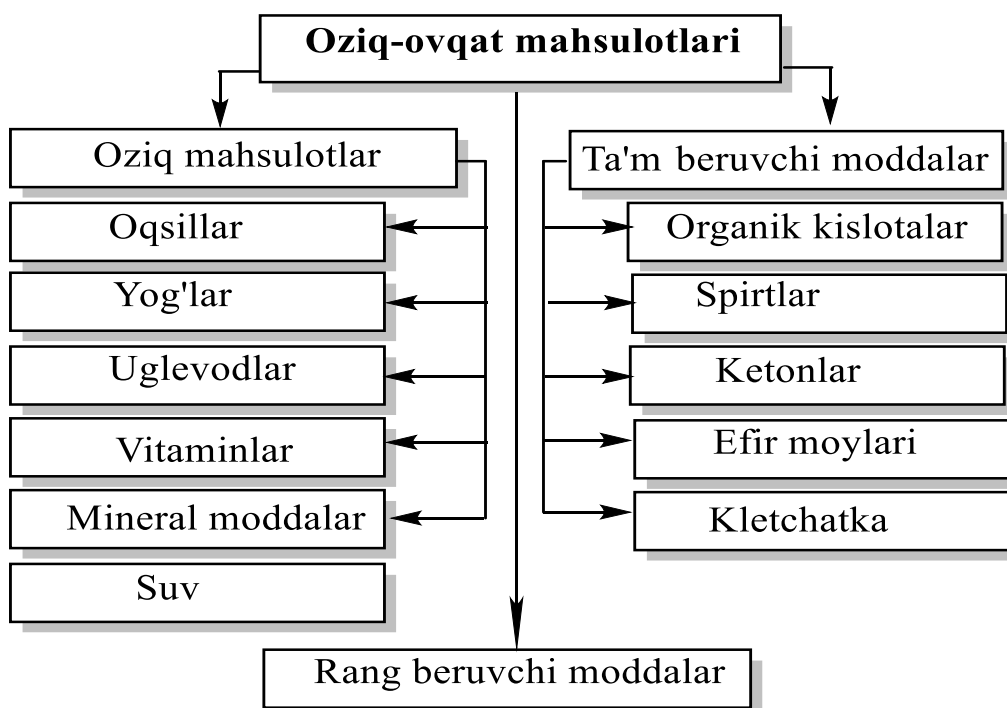 Oziq-ovqat mahsulotlari
Oziq mahsulotlar
Oqsillar
Yog'lar
Uglevodlar
Vitaminlar
Mineral moddalar
Suv
Ta'm beruvchi moddalar
Organik kislotalar
Spirtlar
Ketonlar
Efir moylari
Kletchatka
Rang beruvchi moddalar